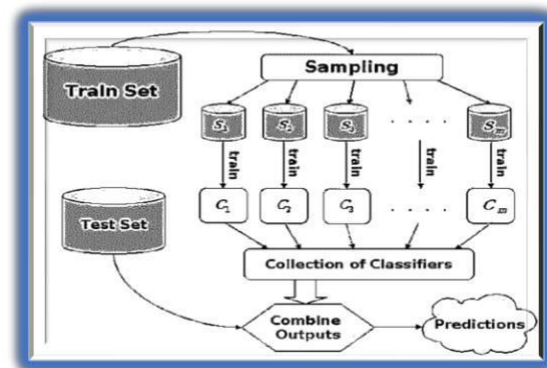 Sampling
Train Set
S1 S2 S3 . . . . Sm
train train train train train
C1 C2 C3 . . . . Cm
Test Set
Collection of Classifiers
Combine
Outputs
Predictions